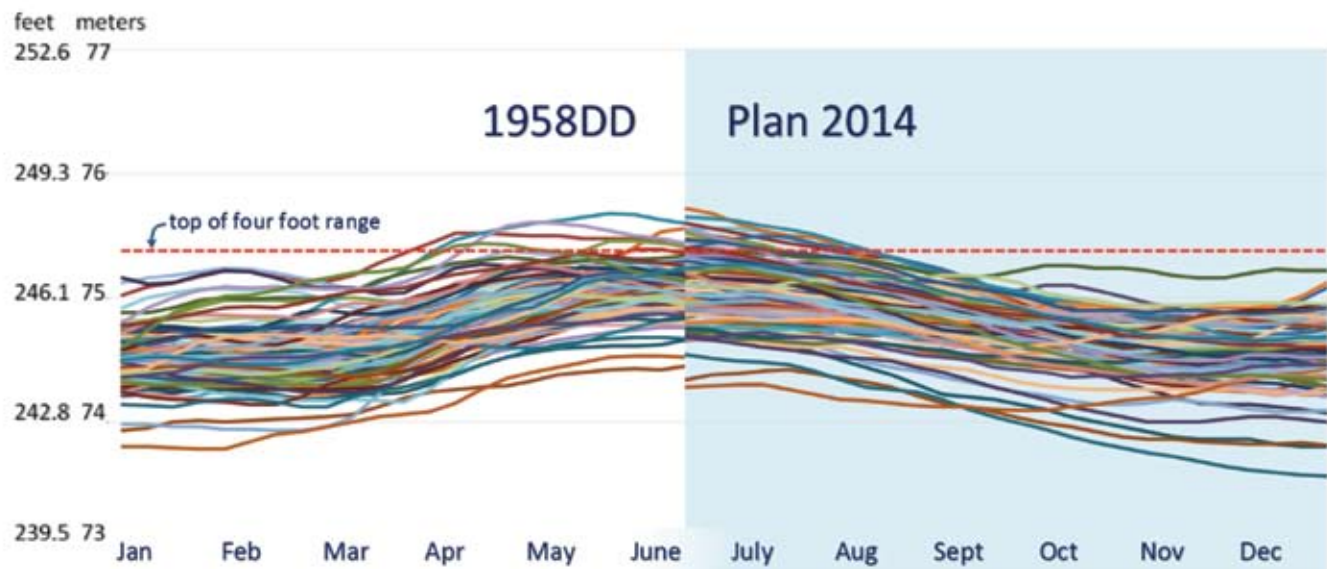 feet meters
252.6 77
1958DD Plan 2014
249.3 76
top of four foot range
246.1 75
242.8 74
239.5 73
Jan Feb Mar Apr May June July Aug Sept Oct Nov Dec